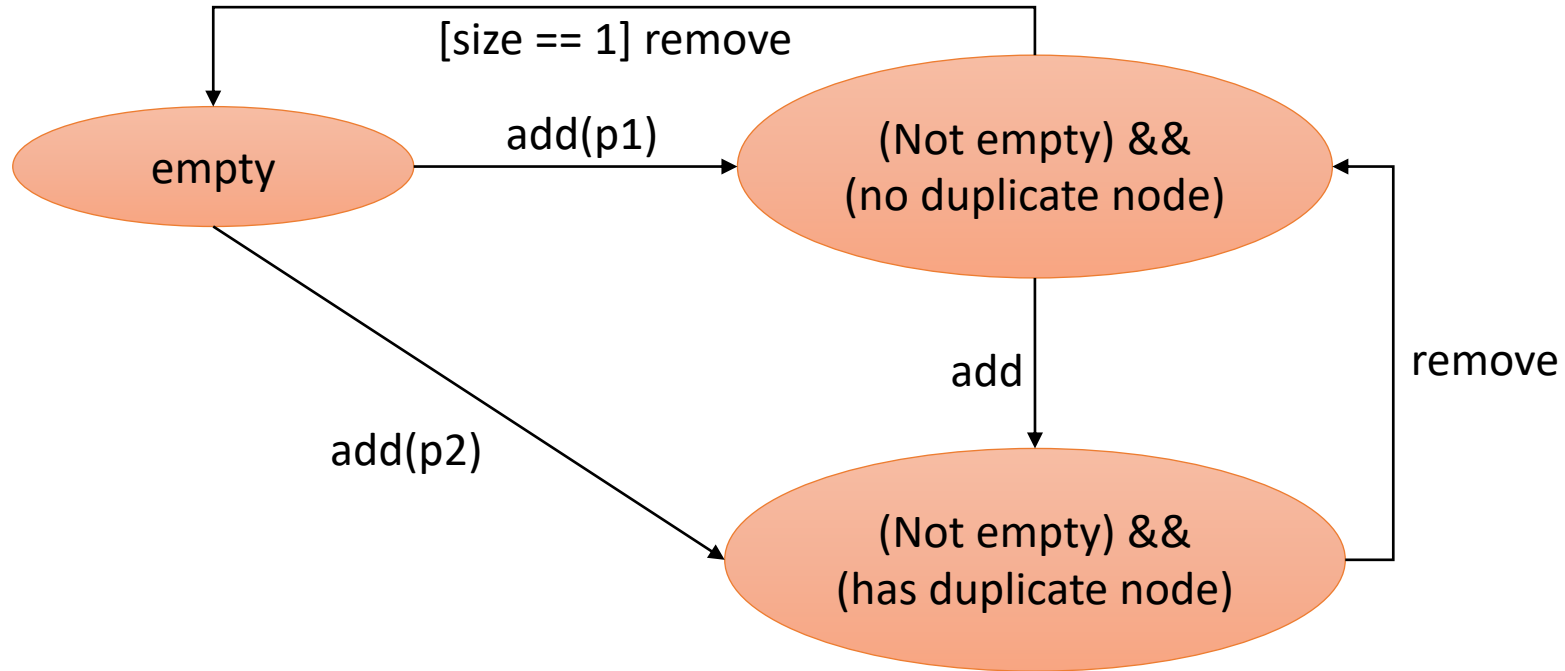 [size == 1] remove
empty
add(p1)
(Not empty) &&
(no duplicate node)
add
remove
add(p2)
(Not empty) &&
(has duplicate node)